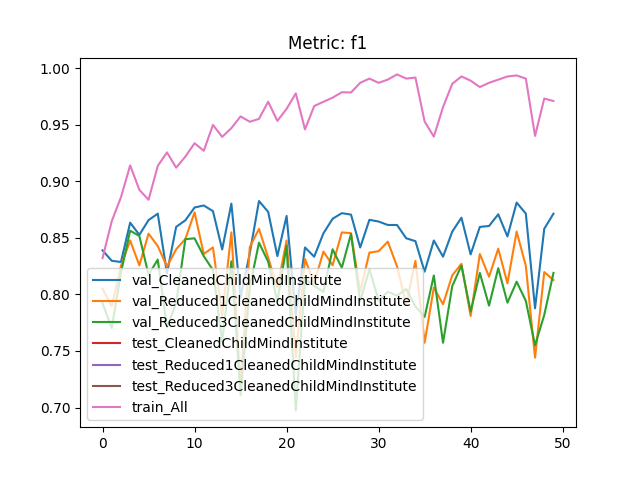 Metric: f1
1.00
0.95
0.90
0.85
0.80
0.75
0.70
val_CleanedChildMindInstitute
val_Reduced1CleanedChildMindInstitute
val_Reduced3CleanedChildMindInstitute
test_CleanedChildMindInstitute
test_Reduced1CleanedChildMindInstitute
test_Reduced3CleanedChildMindInstitute
train_All
0 10 20 30 40 50